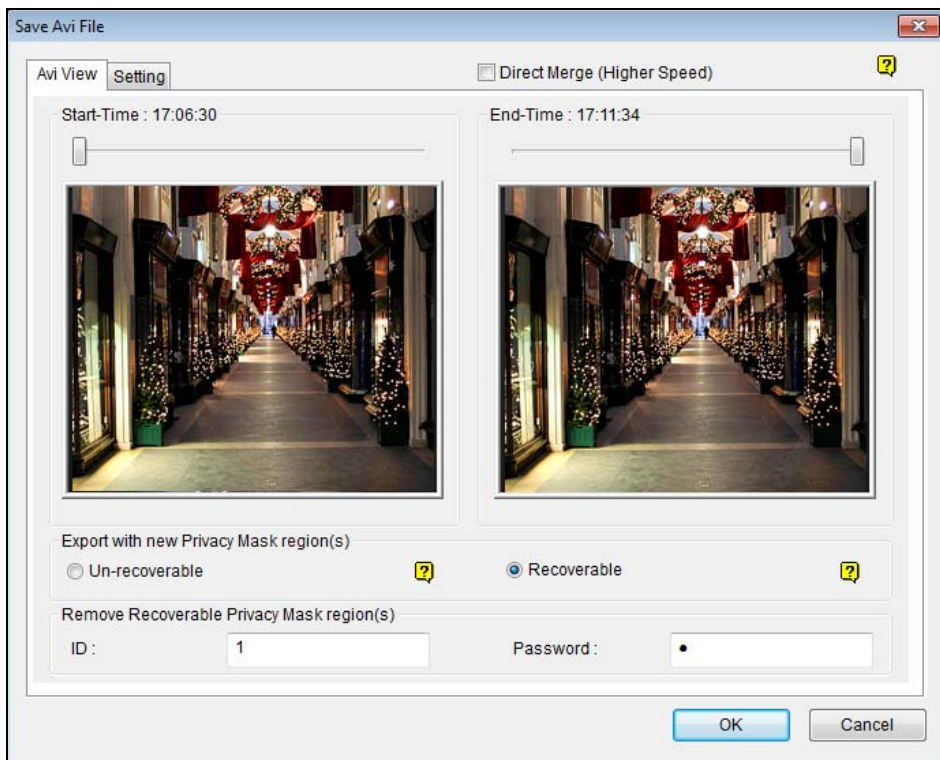 Save Avi File
Avi View
Setting
Direct Merge (Higher Speed)
?
Start-Time : 17:06:30
End-Time : 17:11:34
Export with new Privacy Mask region(s)
Un-recoverable
?
Recoverable
?
Remove Recoverable Privacy Mask region(s)
ID :
1
Password :
●
OK
Cancel